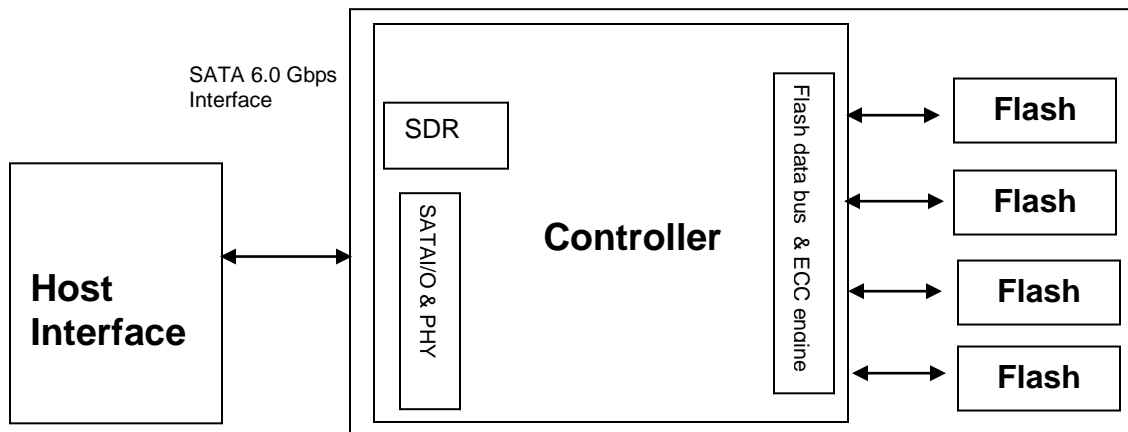 SATA 6.0 Gbps
Interface
Host
Interface
SDR
SATAI/O & PHY
Controller
Flash data bus & ECC engine
Flash
Flash
Flash
Flash